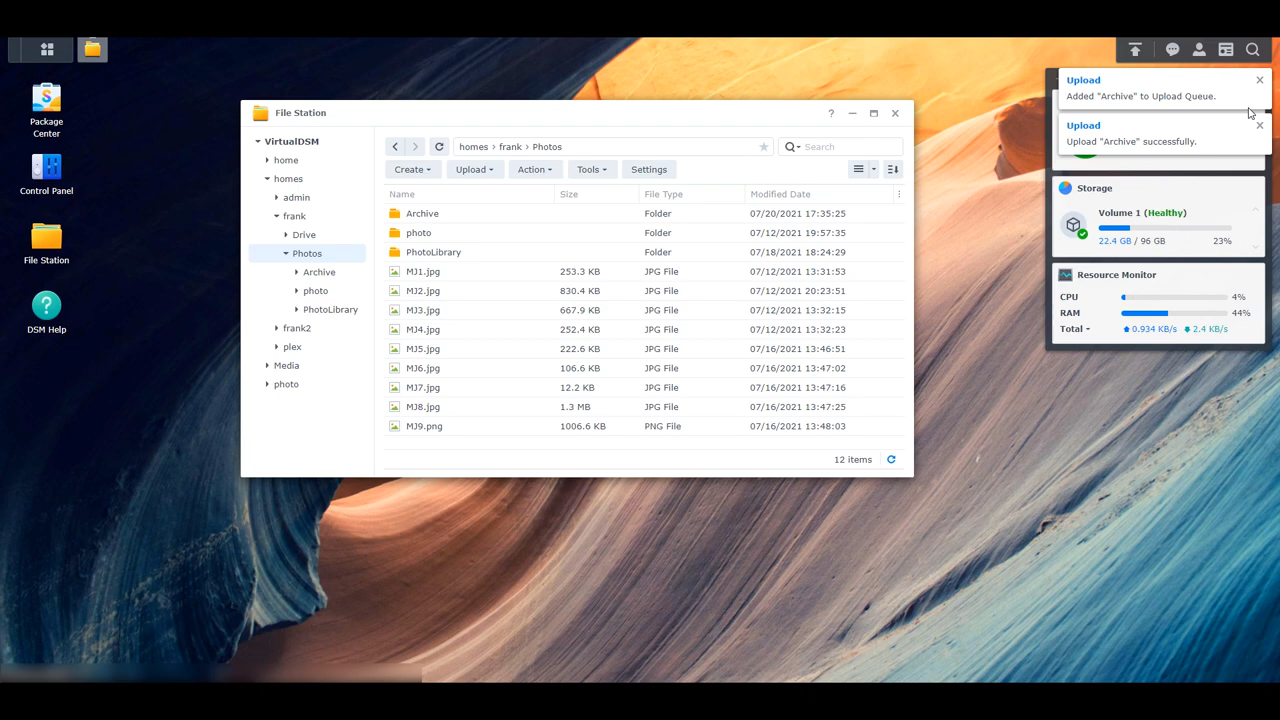 Package
Center
Control Panel
File Station
DSM Help
File Station
VirtualDSM
home
homes
admin
frank
Drive
Photos
Archive
photo
PhotoLibrary
frank2
plex
Media
photo
homes › frank › Photos
Search
Create Upload Action Tools Settings
Name Size File Type Modified Date
Archive Folder 07/20/2021 17:35:25
photo Folder 07/12/2021 19:57:35
PhotoLibrary Folder 07/18/2021 18:24:29
MJ1.jpg 253.3 KB JPG File 07/12/2021 13:31:53
MJ2.jpg 830.4 KB JPG File 07/12/2021 20:23:51
MJ3.jpg 667.9 KB JPG File 07/12/2021 13:32:15
MJ4.jpg 252.4 KB JPG File 07/12/2021 13:32:23
MJ5.jpg 222.6 KB JPG File 07/16/2021 13:46:51
MJ6.jpg 106.6 KB JPG File 07/16/2021 13:47:02
MJ7.jpg 12.2 KB JPG File 07/16/2021 13:47:16
MJ8.jpg 1.3 MB JPG File 07/16/2021 13:47:25
MJ9.png 1006.6 KB PNG File 07/16/2021 13:48:03
12 items
Upload
Added "Archive" to Upload Queue.
Upload
Upload "Archive" successfully.
Storage
Volume 1 (Healthy)
22.4 GB / 96 GB 23%
Resource Monitor
CPU 4%
RAM 44%
Total 0.934 KB/s 2.4 KB/s